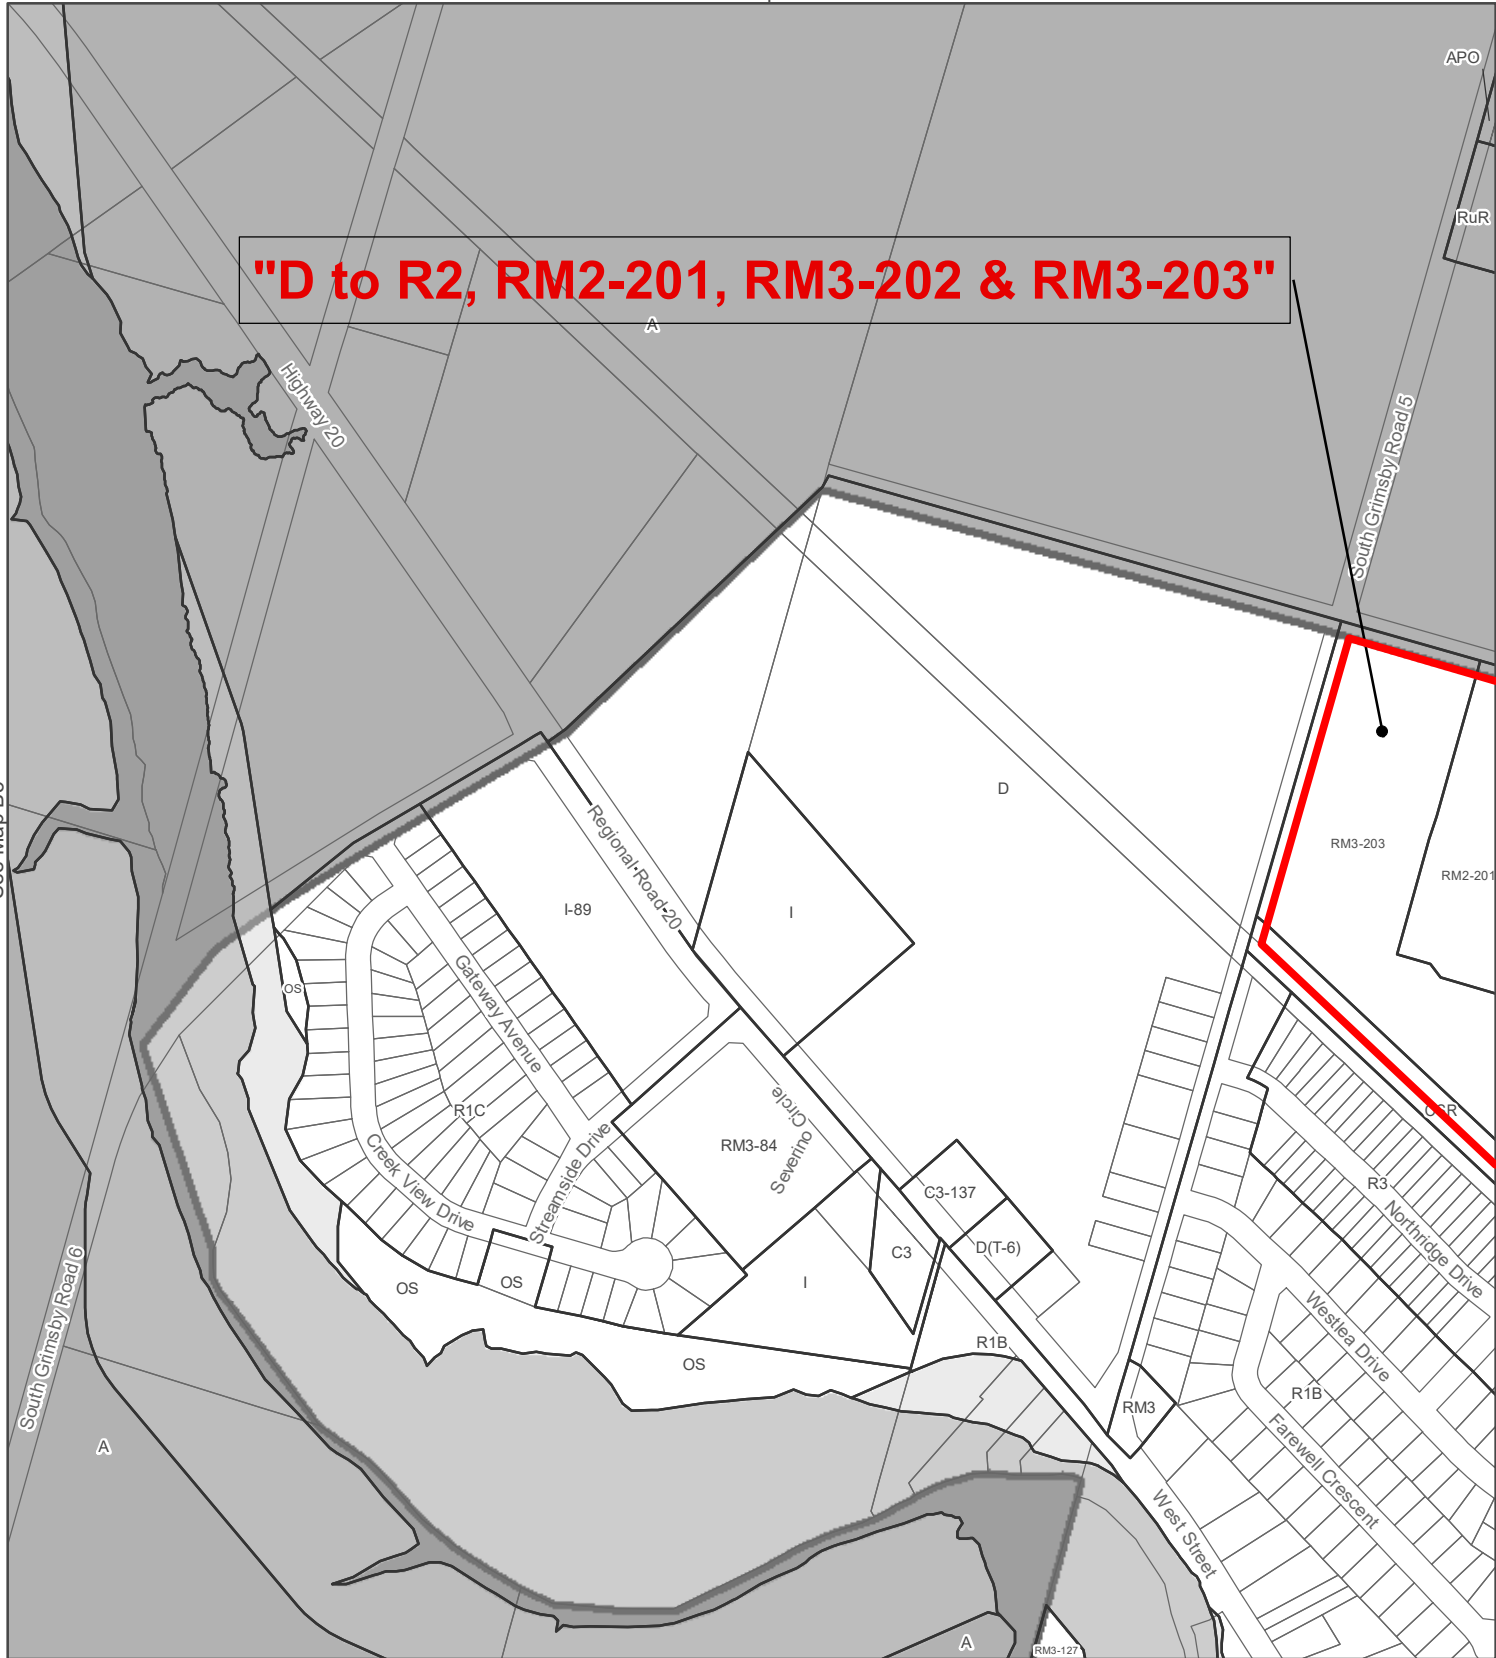 APO
RuR
"D to R2, RM2-201, RM3-202 & RM3-203"
A
Highway 20
South Grimsby Road 5
D
RM3-203
RM2-201
Regional Road 20
I-89
I
OS
Gateway Avenue
R1C
Creek View Drive
Streamside Drive
RM3-84
Severino Circle
C3-137
D(T-6)
C3
I
OS
OS
OS
R1B
RM3
R3
Northridge Drive
Westlea Drive
R1B
Farewell Crescent
West Street
South Grimsby Road 6
A
A
RM3-127